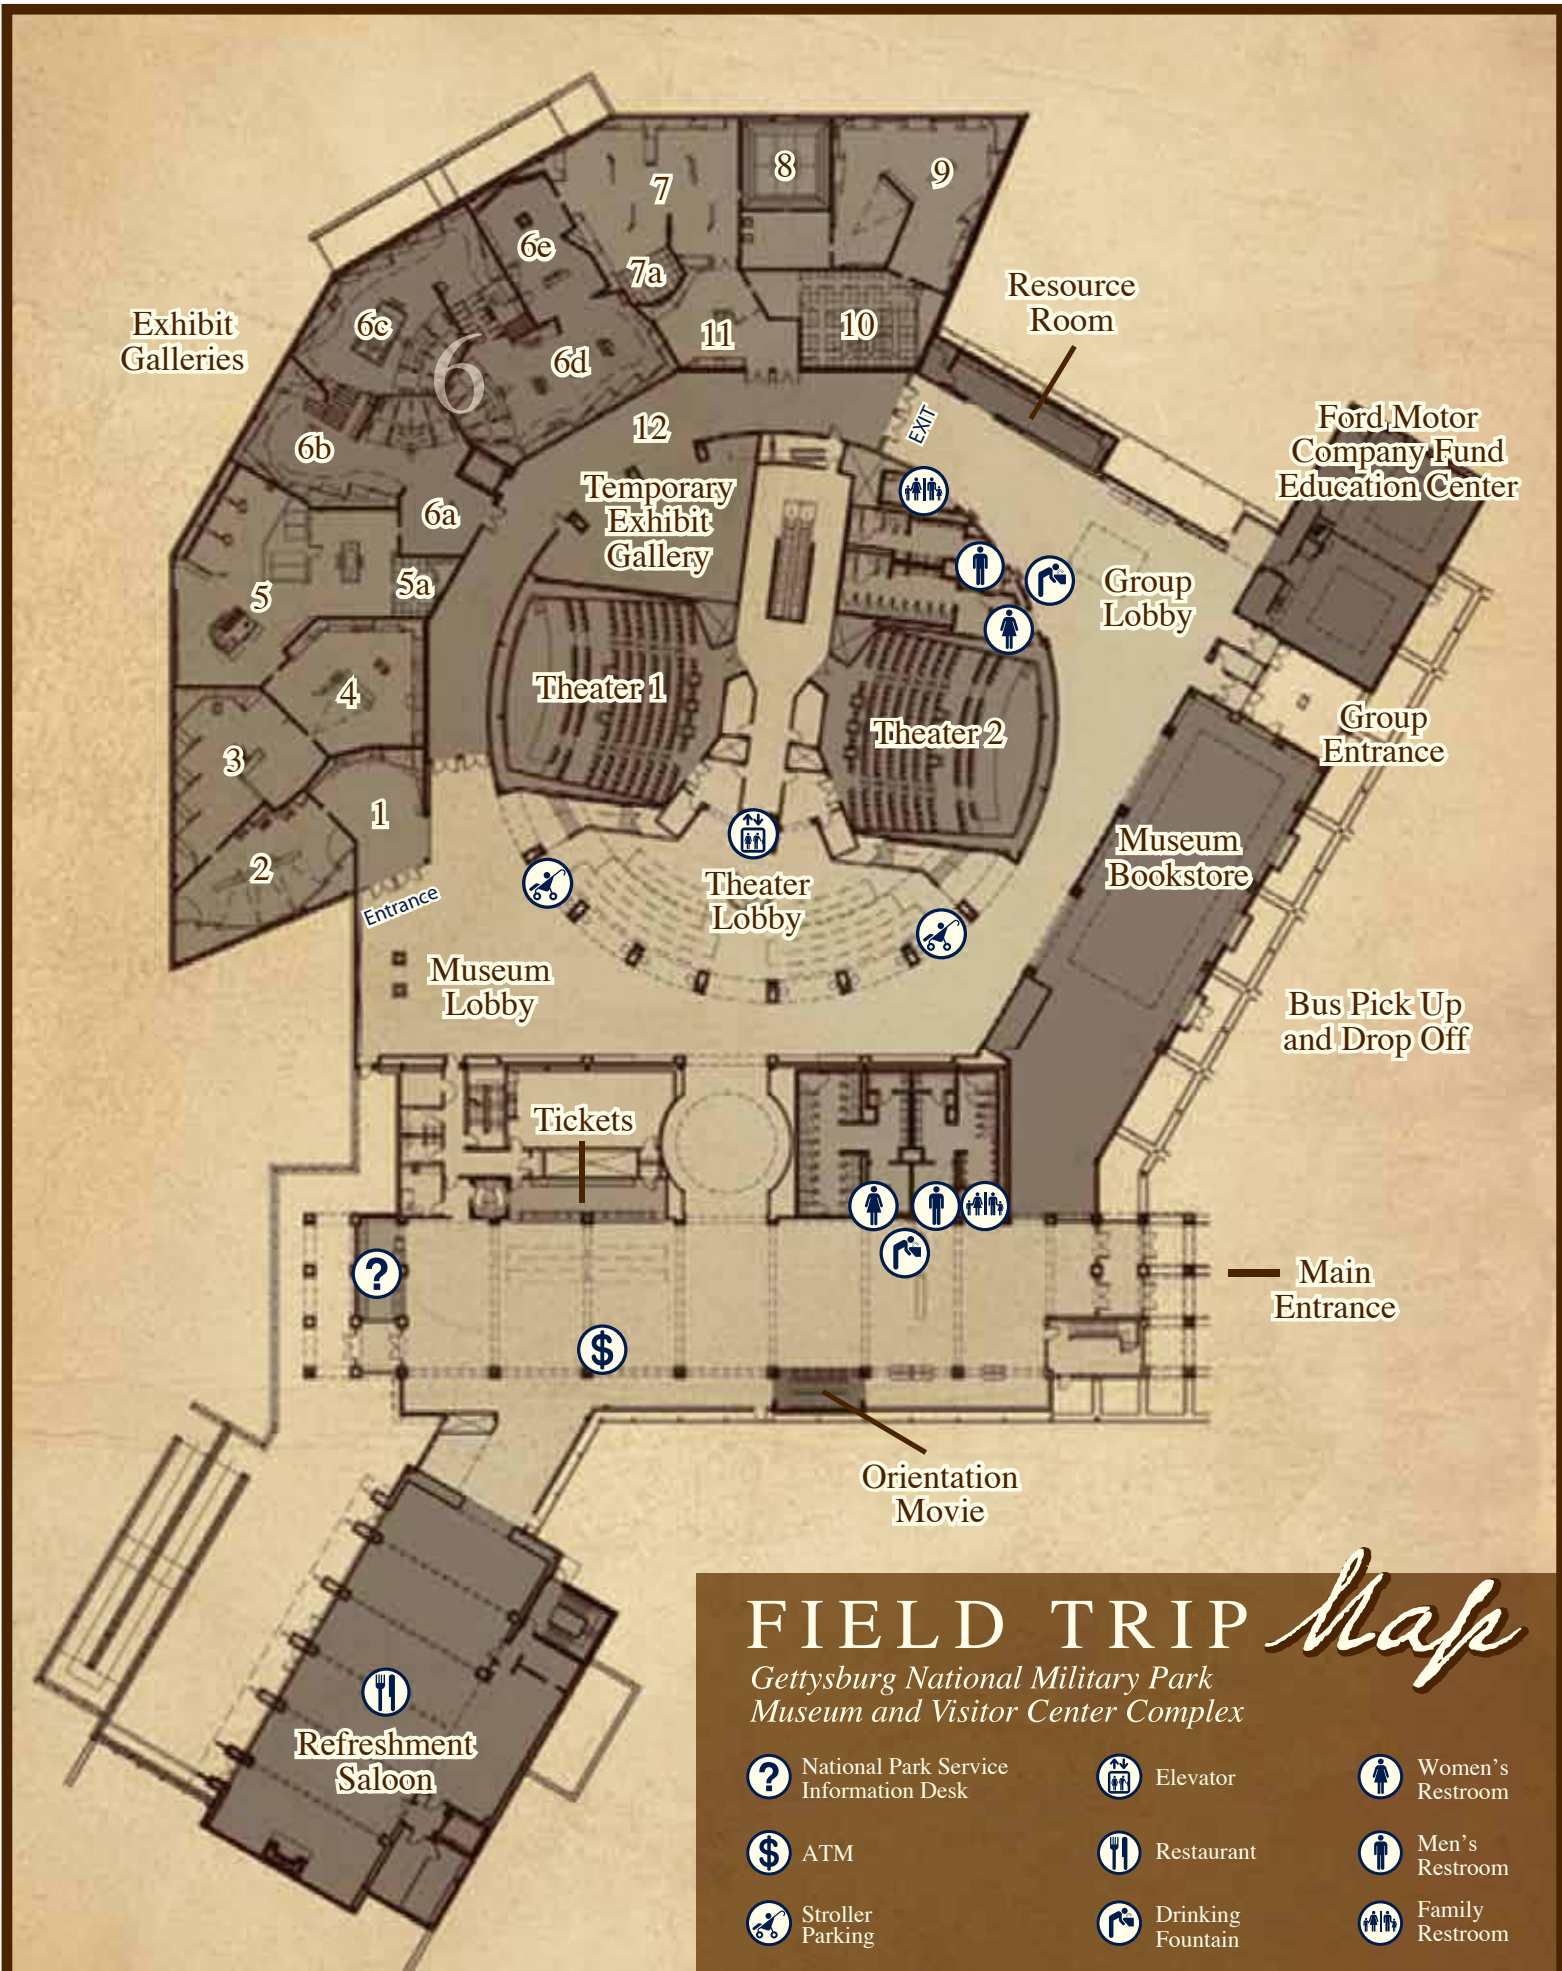 8
9
7
6e
7a
Resource
Room
Exhibit
Galleries
6c
6
6d
11
10
12
EXIT
Ford Motor
Company Fund
Education Center
6b
6a
Temporary
Exhibit
Gallery
5
5a
Group
Lobby
4
Theater 1
Theater 2
Group
Entrance
3
1
2
Entrance
Theater
Lobby
Museum
Bookstore
Museum
Lobby
Bus Pick Up
and Drop Off
Tickets
?
$
Main
Entrance
Orientation
Movie
Refreshment
Saloon
FIELD TRIP Map
Gettysburg National Military Park
Museum and Visitor Center Complex
? National Park Service
Information Desk
Elevator
Women's
Restroom
$ ATM
Restaurant
Men's
Restroom
Stroller
Parking
Drinking
Fountain
Family
Restroom